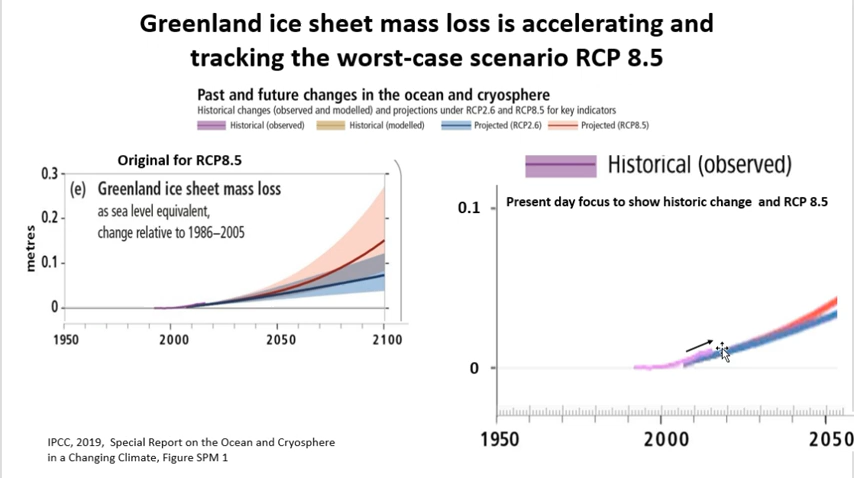 Greenland ice sheet mass loss is accelerating and
tracking the worst-case scenario RCP 8.5
Past and future changes in the ocean and cryosphere
Historical changes (observed and modelled) and projections under RCP2.6 and RCP8.5 for key indicators
Historical (observed) Historical (modelled) Projected (RCP2.6) Projected (RCP8.5)
Original for RCP8.5
(e) Greenland ice sheet mass loss
as sea level equivalent,
change relative to 1986–2005
metres
0.3
0.2
0.1
0
1950 2000 2050 2100
Historical (observed)
Present day focus to show historic change and RCP 8.5
0.1
0
1950 2000 2050
IPCC, 2019, Special Report on the Ocean and Cryosphere
in a Changing Climate, Figure SPM 1